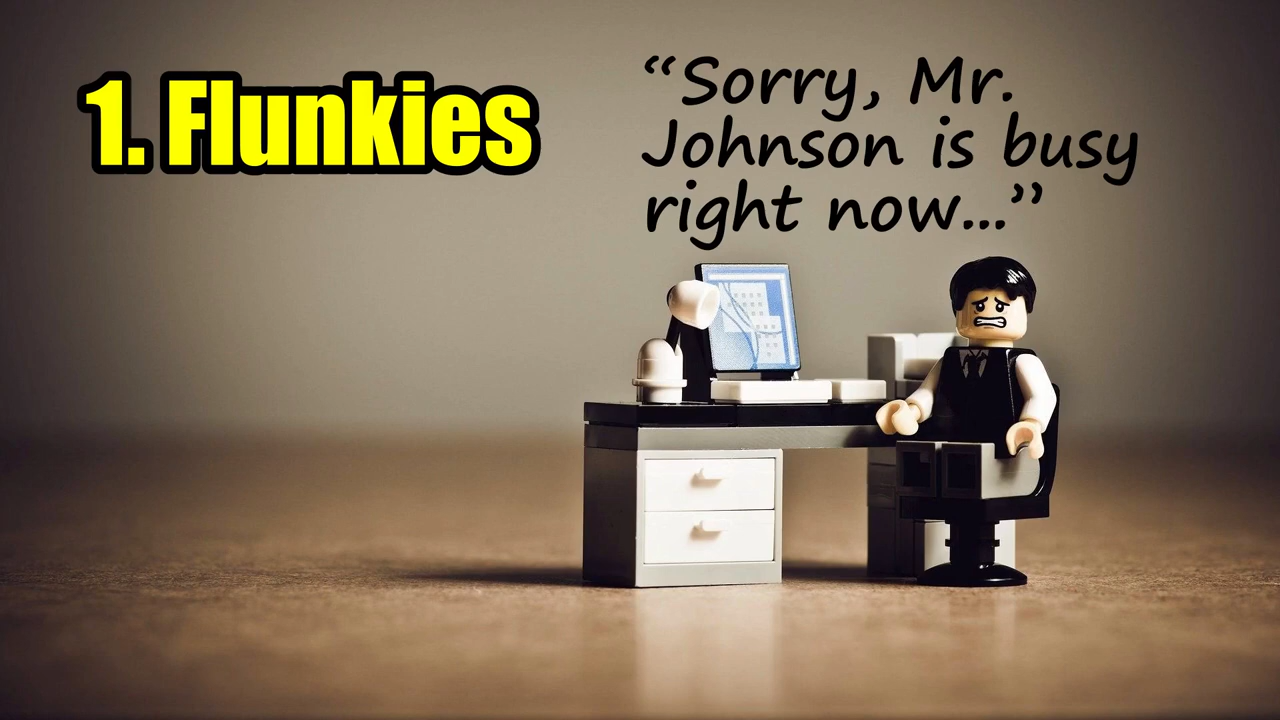 1. Flunkies
“Sorry, Mr.
Johnson is busy
right now...”